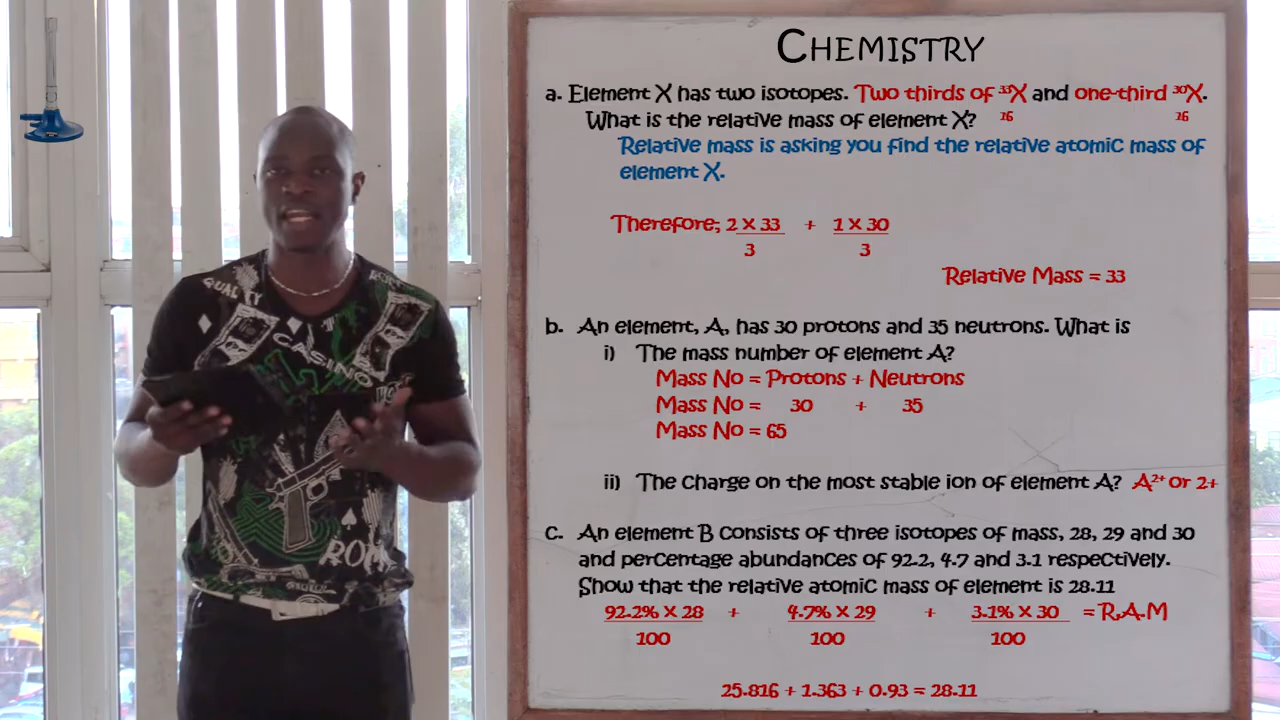 CHEMISTRY
a. Element X has two isotopes. Two thirds of ³³X and one-third ³⁰X.
16 16
What is the relative mass of element X?
Relative mass is asking you find the relative atomic mass of
element X.
Therefore; 2 X 33 + 1 X 30
3 3
Relative Mass = 33
b. An element, A, has 30 protons and 35 neutrons. What is
i) The mass number of element A?
Mass No = Protons + Neutrons
Mass No = 30 + 35
Mass No = 65
ii) The charge on the most stable ion of element A? A²⁺ or 2+
c. An element B consists of three isotopes of mass, 28, 29 and 30
and percentage abundances of 92.2, 4.7 and 3.1 respectively.
Show that the relative atomic mass of element is 28.11
92.2% X 28 + 4.7% X 29 + 3.1% X 30 = R.A.M
100 100 100
25.816 + 1.363 + 0.93 = 28.11
QUALITY
CASINO